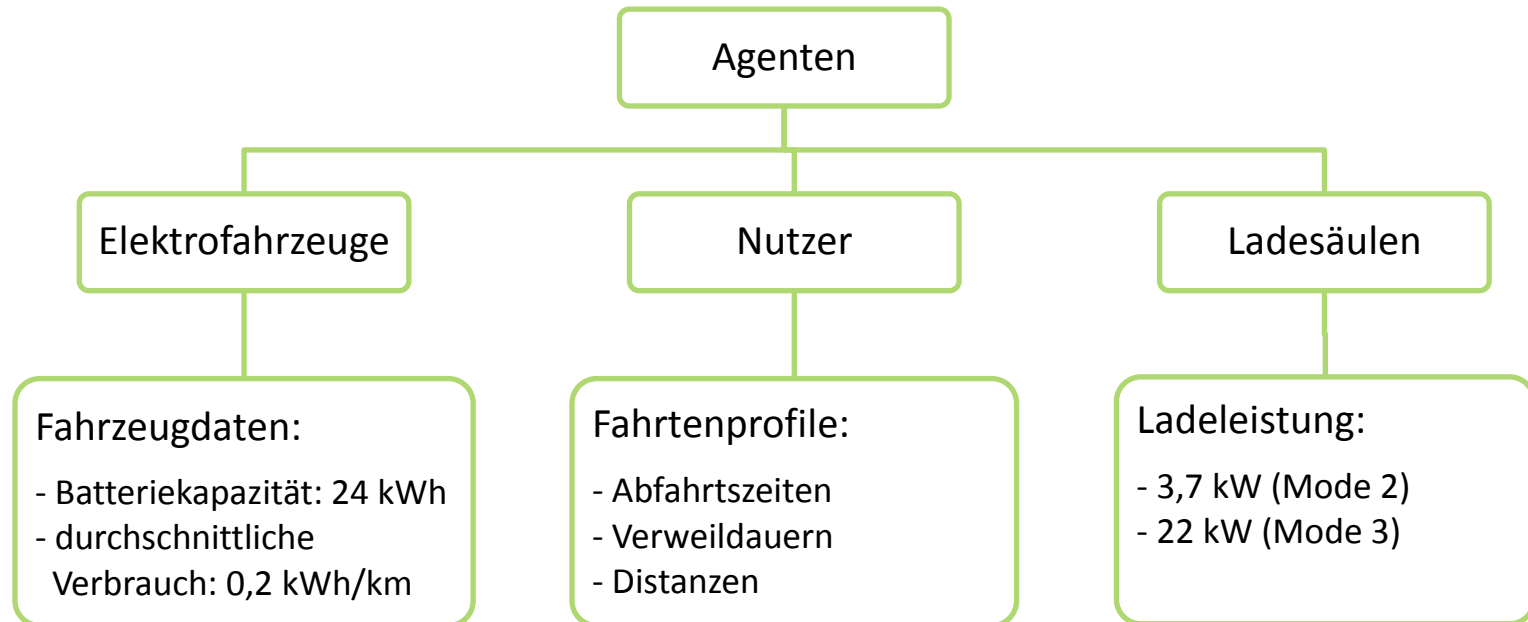 Agenten
Elektrofahrzeuge
Nutzer
Ladesäulen
Fahrzeugdaten:
- Batteriekapazität: 24 kWh
- durchschnittliche
Verbrauch: 0,2 kWh/km
Fahrtenprofile:
- Abfahrtszeiten
- Verweildauern
- Distanzen
Ladeleistung:
- 3,7 kW (Mode 2)
- 22 kW (Mode 3)